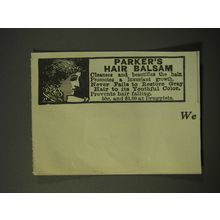 PARKER'S
HAIR BALSAM
Cleanses and beautifies the hair.
Promotes a luxuriant growth.
Never Fails to Restore Gray
Hair to its Youthful Color.
Prevents hair falling.
50c, and $1.00 at Druggists.
We